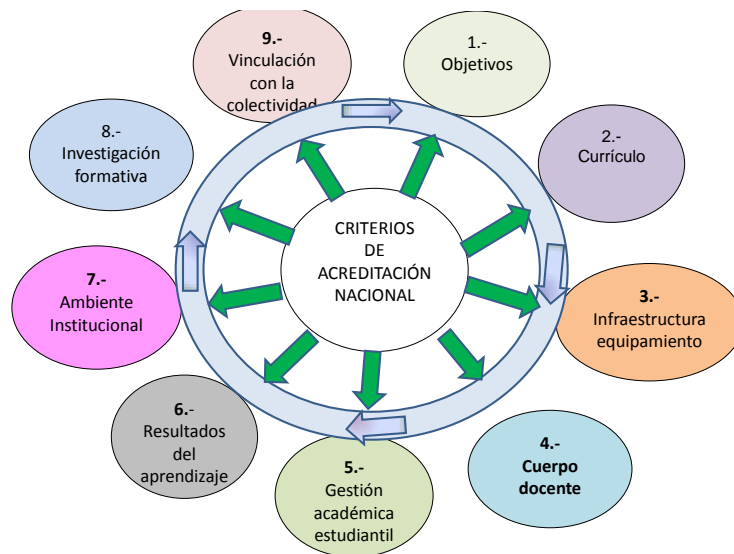 CRITERIOS
DE
ACREDITACIÓN
NACIONAL
1.-
Objetivos
2.-
Currículo
3.-
Infraestructura
equipamiento
4.-
Cuerpo
docente
5.-
Gestión
académica
estudiantil
6.-
Resultados
del
aprendizaje
7.-
Ambiente
Institucional
8.-
Investigación
formativa
9.-
Vinculación
con la
colectividad